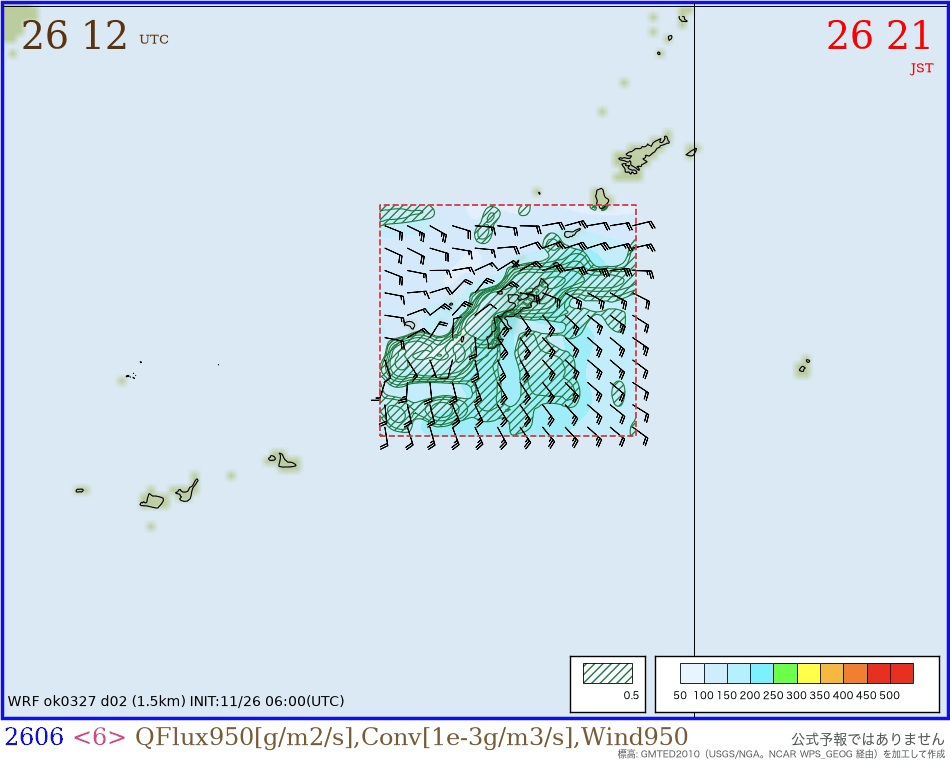 26 12 UTC
26 21
JST
0.5
50 100 150 200 250 300 350 400 450 500
WRF ok0327 d02 (1.5km) INIT:11/26 06:00(UTC)
2606 <6> QFlux950[g/m2/s],Conv[1e-3g/m3/s],Wind950
公式予報ではありません
標高: GMTED2010（USGS/NGA。NCAR WPS_GEOG 経由）を加工して作成